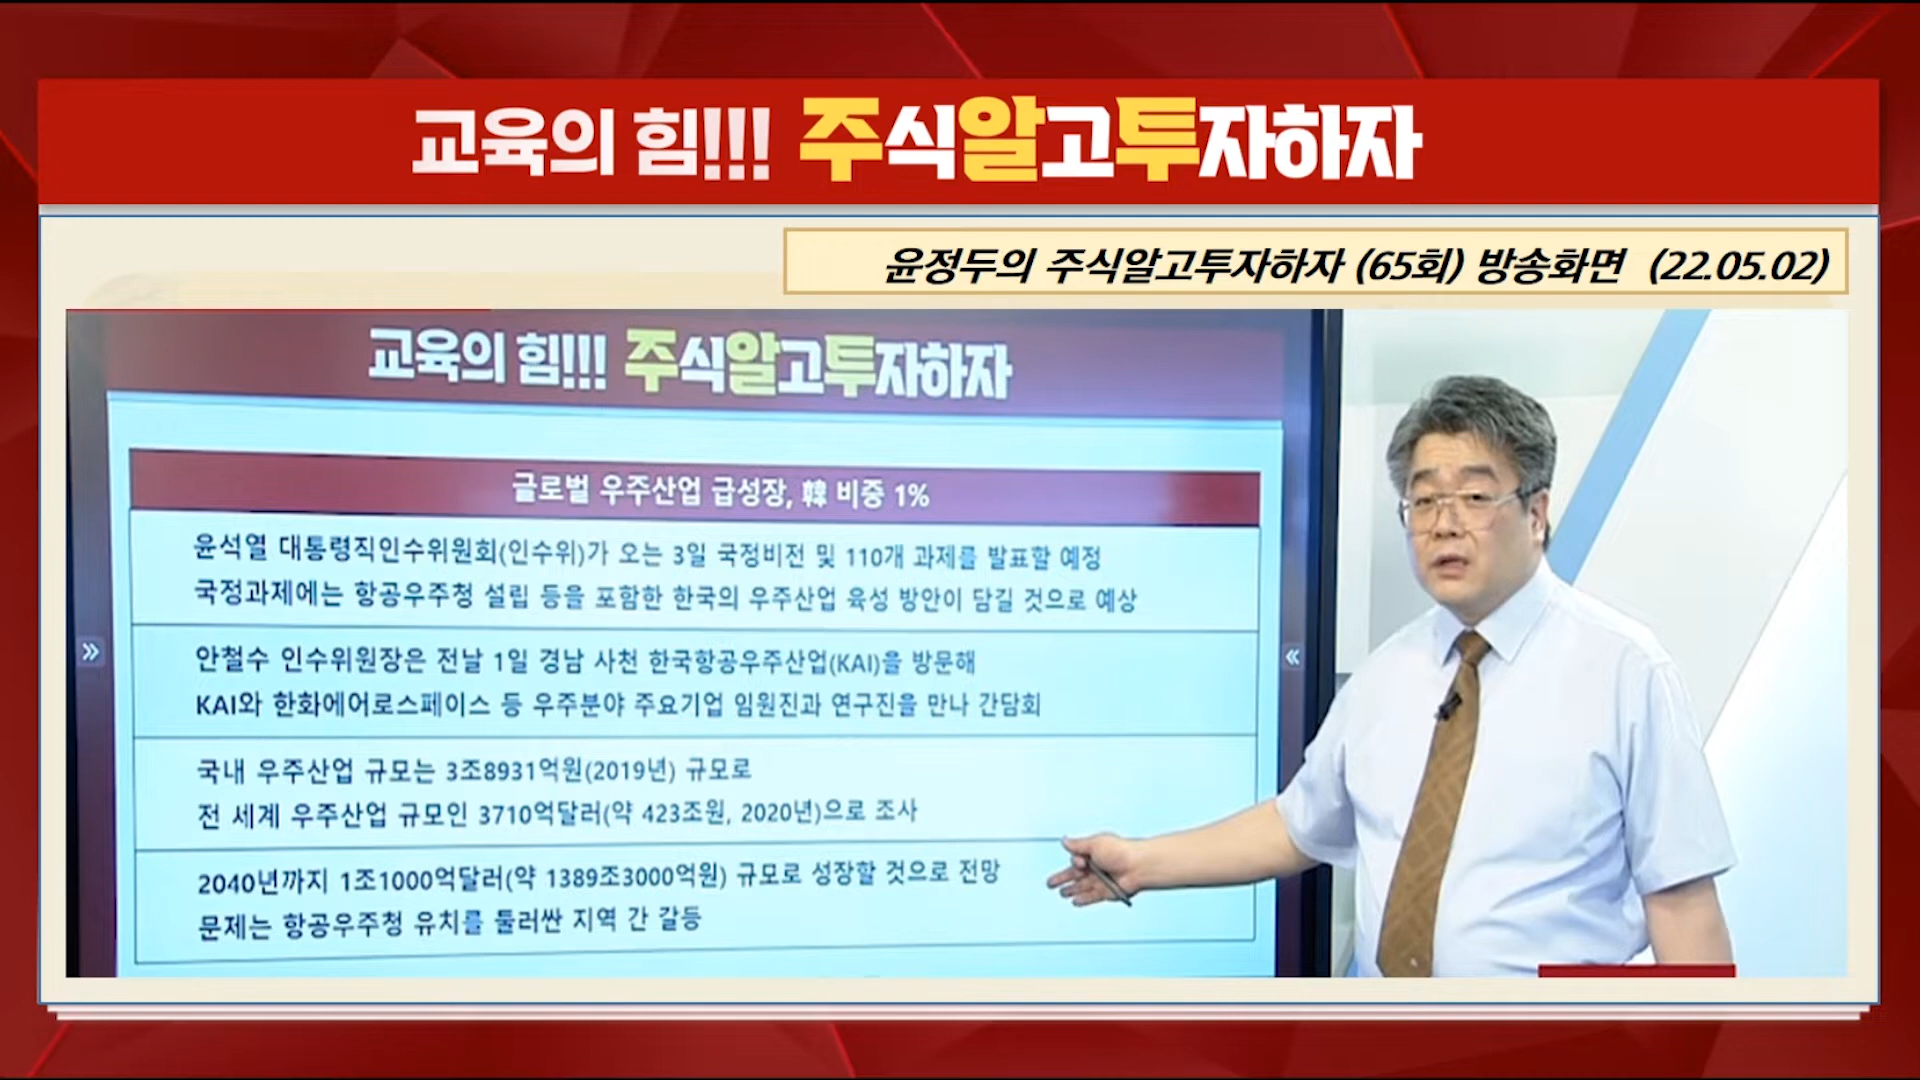 교육의 힘!!! 주식알고투자하자
윤정두의 주식알고투자하자 (65회) 방송화면 (22.05.02)
교육의 힘!!! 주식알고투자하자
글로벌 우주산업 급성장, 韓 비중 1%
윤석열 대통령직인수위원회(인수위)가 오는 3일 국정비전 및 110개 과제를 발표할 예정
국정과제에는 항공우주청 설립 등을 포함한 한국의 우주산업 육성 방안이 담길 것으로 예상
안철수 인수위원장은 전날 1일 경남 사천 한국항공우주산업(KAI)을 방문해
KAI와 한화에어로스페이스 등 우주분야 주요기업 임원진과 연구진을 만나 간담회
국내 우주산업 규모는 3조8931억원(2019년) 규모로
전 세계 우주산업 규모인 3710억달러(약 423조원, 2020년)으로 조사
2040년까지 1조1000억달러(약 1389조3000억원) 규모로 성장할 것으로 전망
문제는 항공우주청 유치를 둘러싼 지역 간 갈등